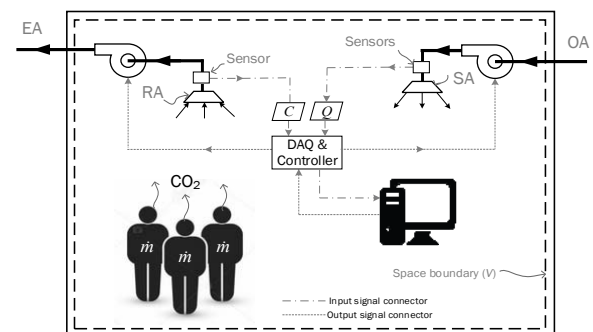 EA
Sensor
Sensors
OA
RA
SA
C
Q
DAQ &
Controller
CO₂
ṁ
ṁ
ṁ
Space boundary (V)
Input signal connector
Output signal connector